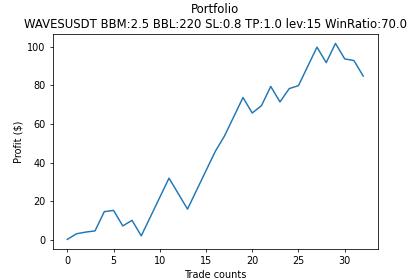 Portfolio
WAVESUSDT BBM:2.5 BBL:220 SL:0.8 TP:1.0 lev:15 WinRatio:70.0
100
80
60
40
20
0
Profit ($)
0 5 10 15 20 25 30
Trade counts